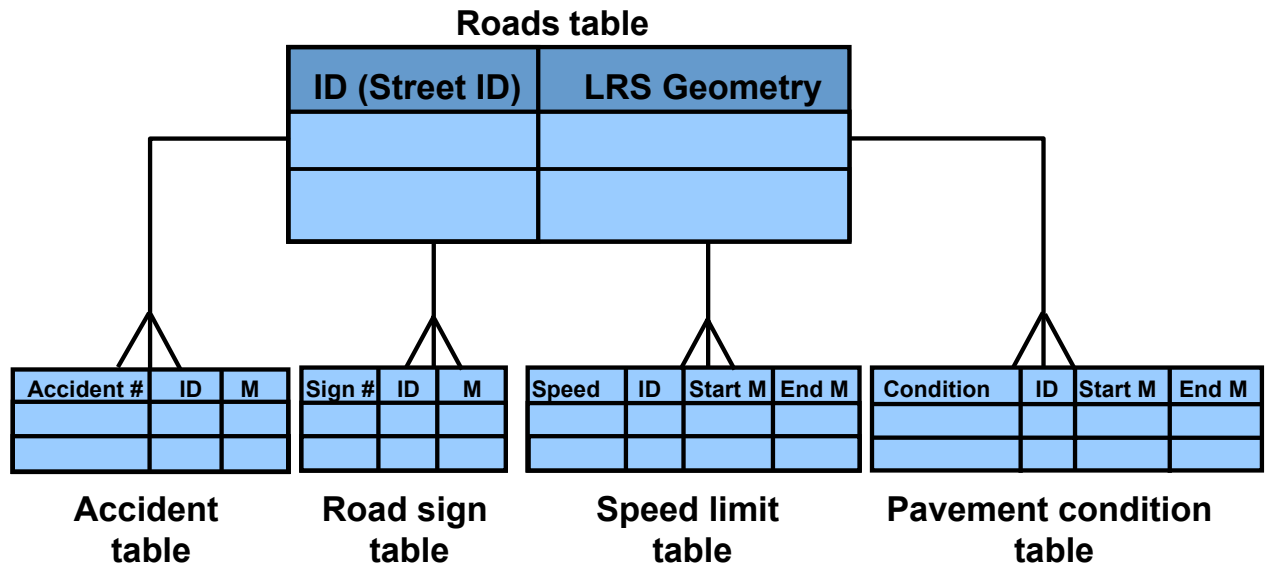 Roads table
ID (Street ID) LRS Geometry
Accident # ID M
Sign # ID M
Speed ID Start M End M
Condition ID Start M End M
Accident
table
Road sign
table
Speed limit
table
Pavement condition
table